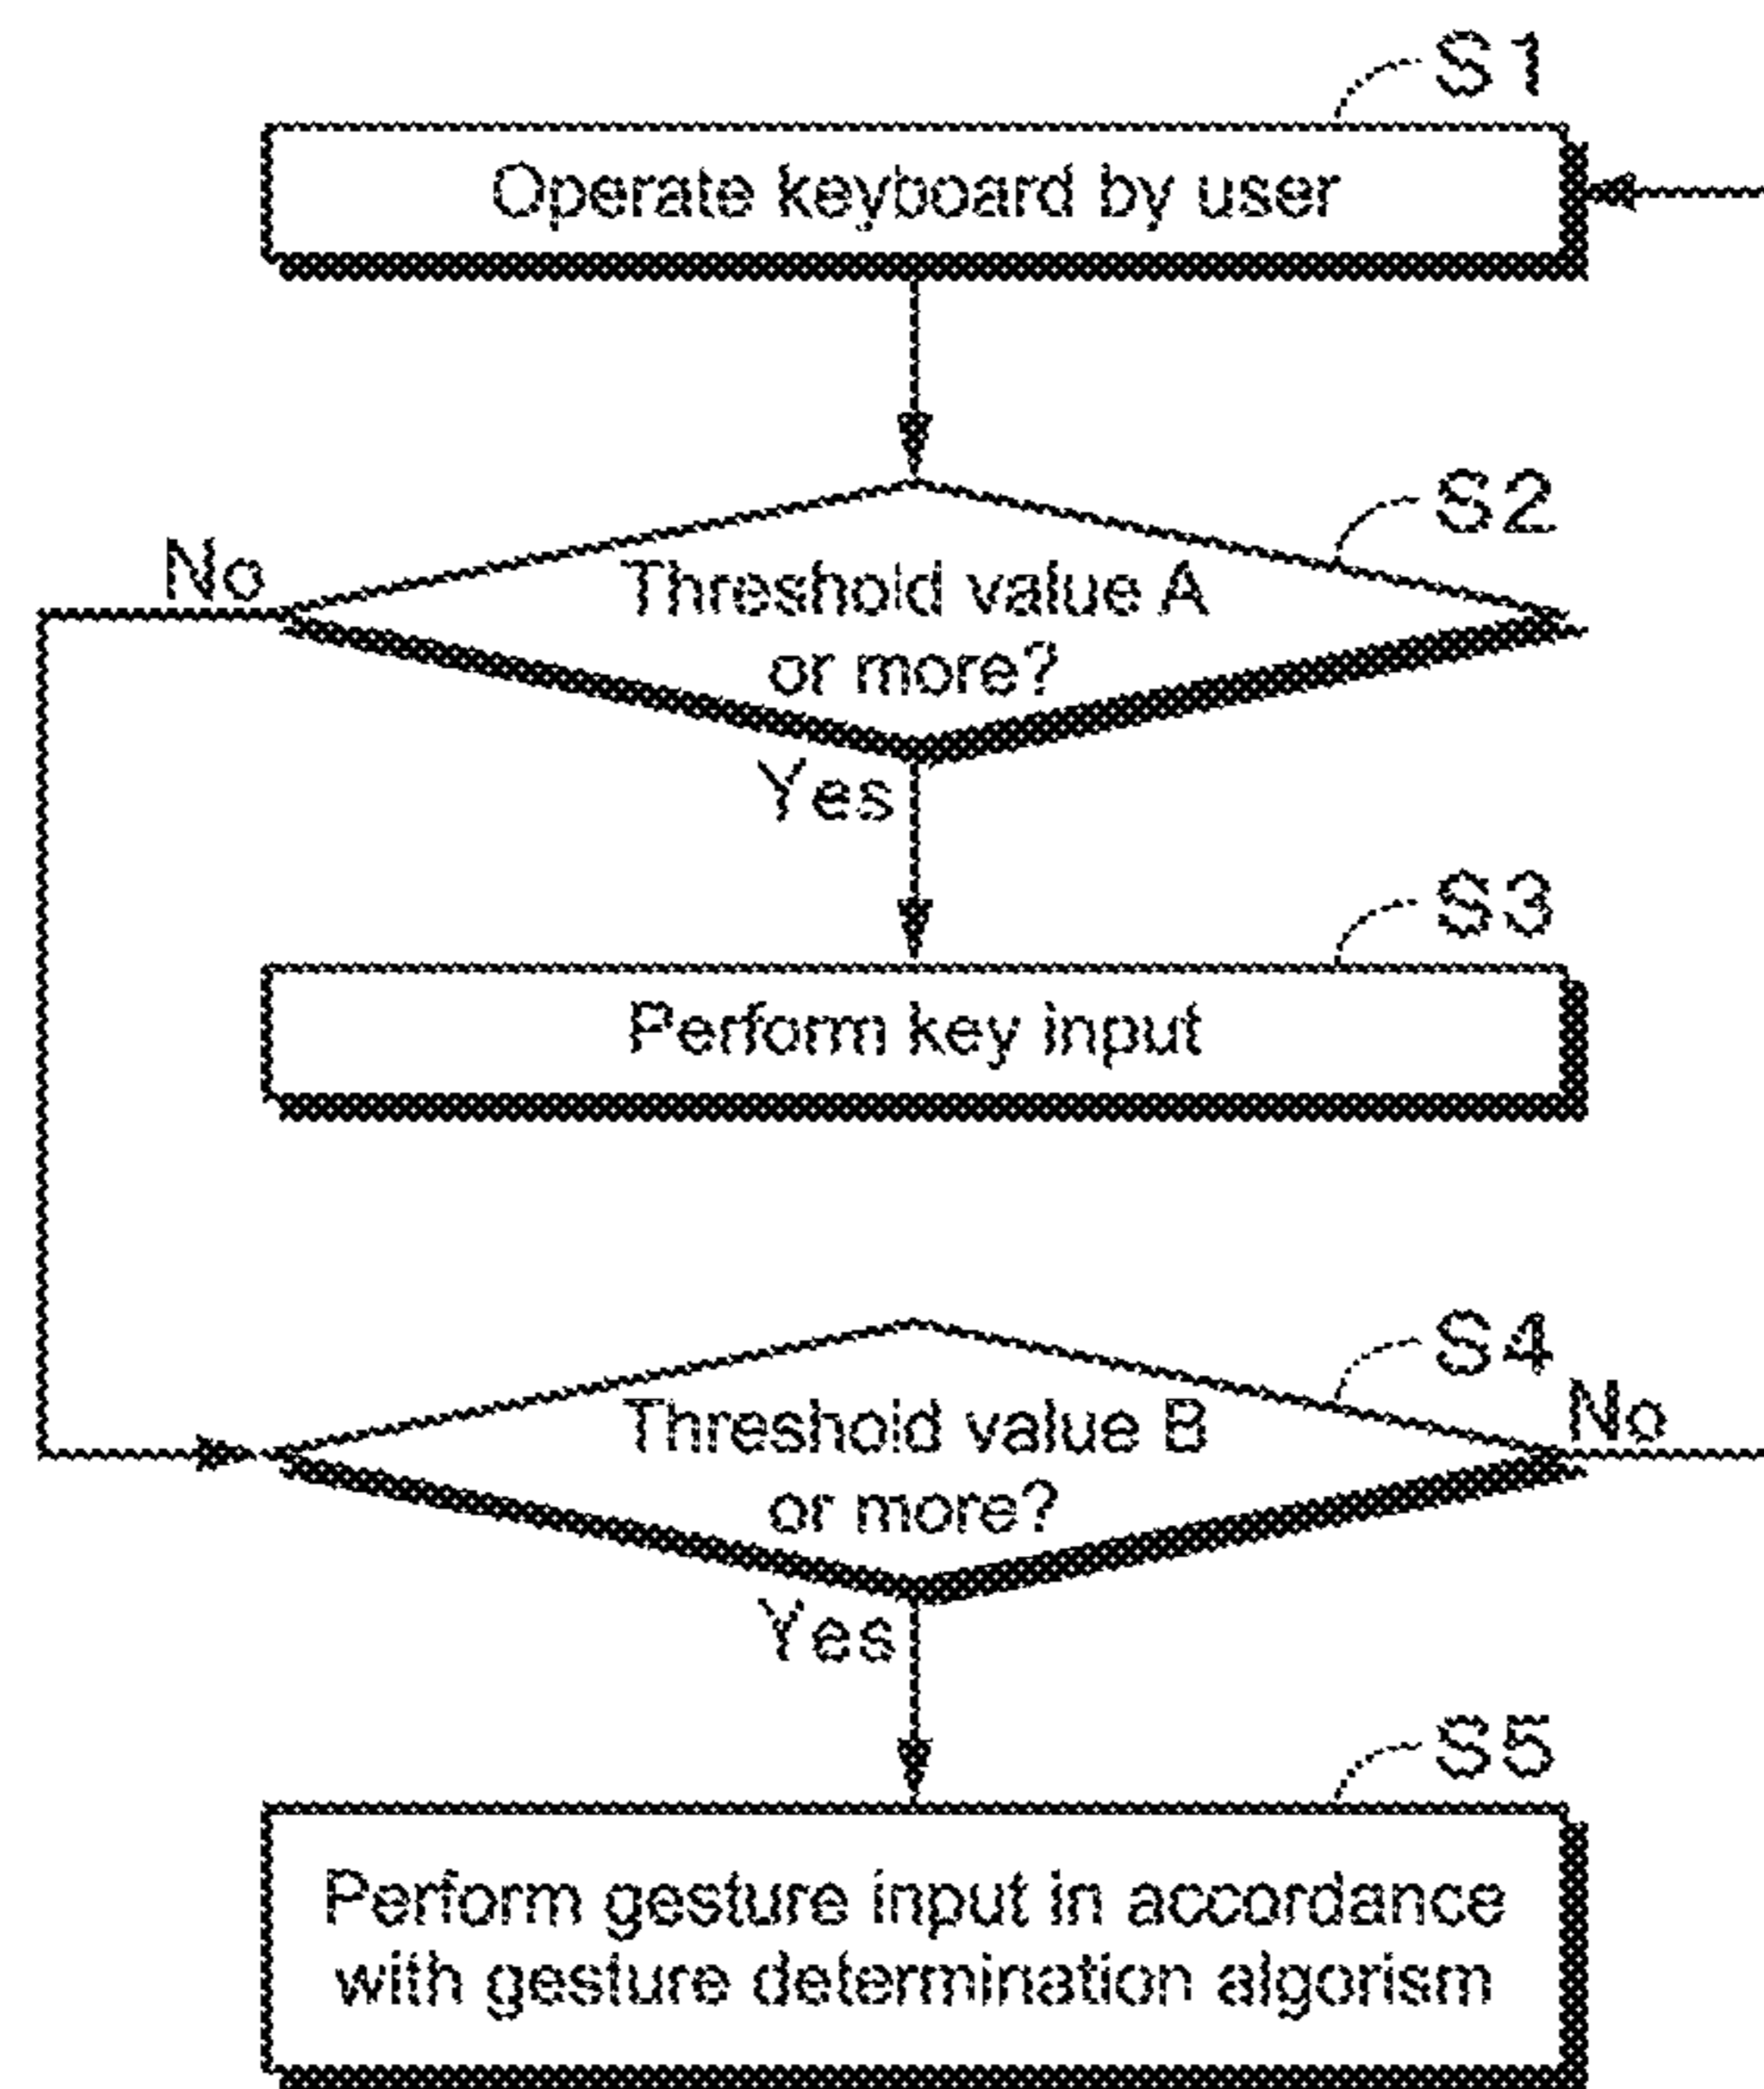 S1
Operate keyboard by user
S2
No
Threshold value A
or more?
Yes
S3
Perform key input
S4
No
Threshold value B
or more?
Yes
S5
Perform gesture input in accordance
with gesture determination algorism